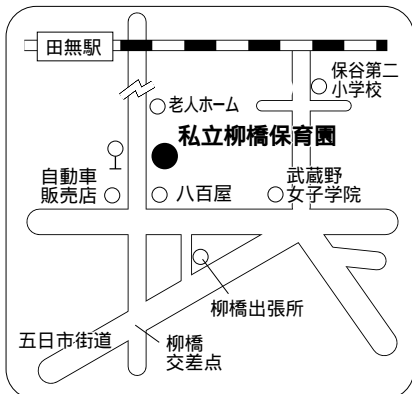 田無駅
保谷第二
小学校
老人ホーム
私立柳橋保育園
自動車
販売店
八百屋
武蔵野
女子学院
柳橋出張所
五日市街道
柳橋
交差点